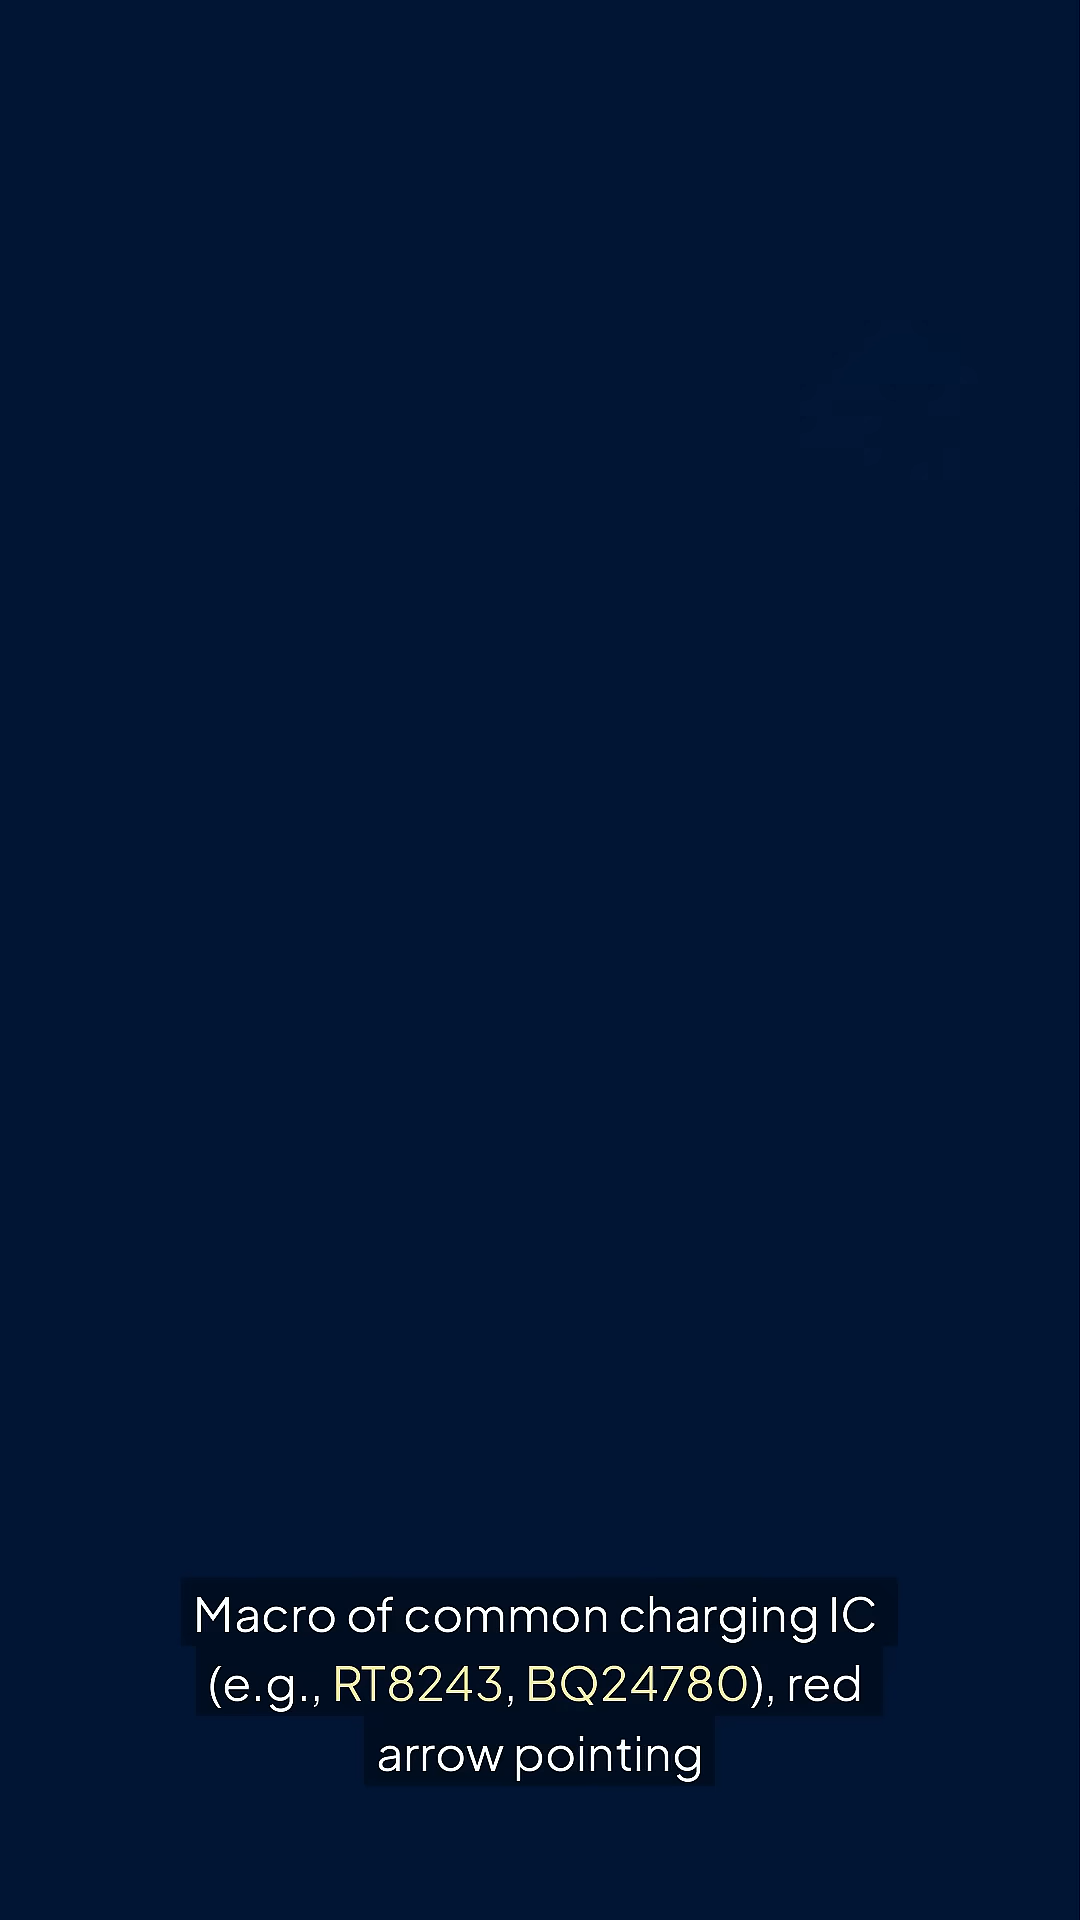 Macro of common charging IC
(e.g., RT8243, BQ24780), red
arrow pointing